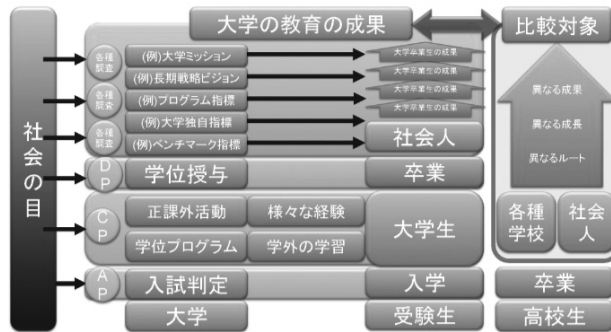 大学の教育の成果
比較対象
社会の目
各種
調査
(例)大学ミッション
大学卒業生の成果
(例)長期戦略ビジョン
大学卒業生の成果
各種
調査
(例)プログラム指標
大学卒業生の成果
(例)大学独自指標
大学卒業生の成果
各種
調査
(例)ベンチマーク指標
社会人
異なる成果
異なる成長
異なるルート
DP
学位授与
卒業
CP
正課外活動
様々な経験
学位プログラム
学外の学習
大学生
各種
学校
社会
人
AP
入試判定
入学
卒業
大学
受験生
高校生